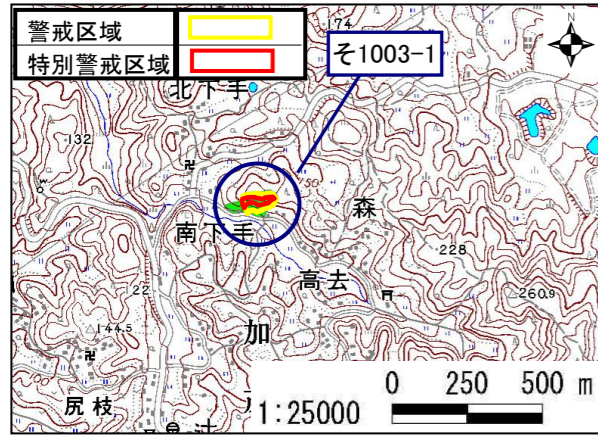 警戒区域
特別警戒区域
そ1003-1
N
174
北下手
132
森
南下手
228
高去
22
260.9
144.5
加
尻枝
0 250 500 m
1:25000